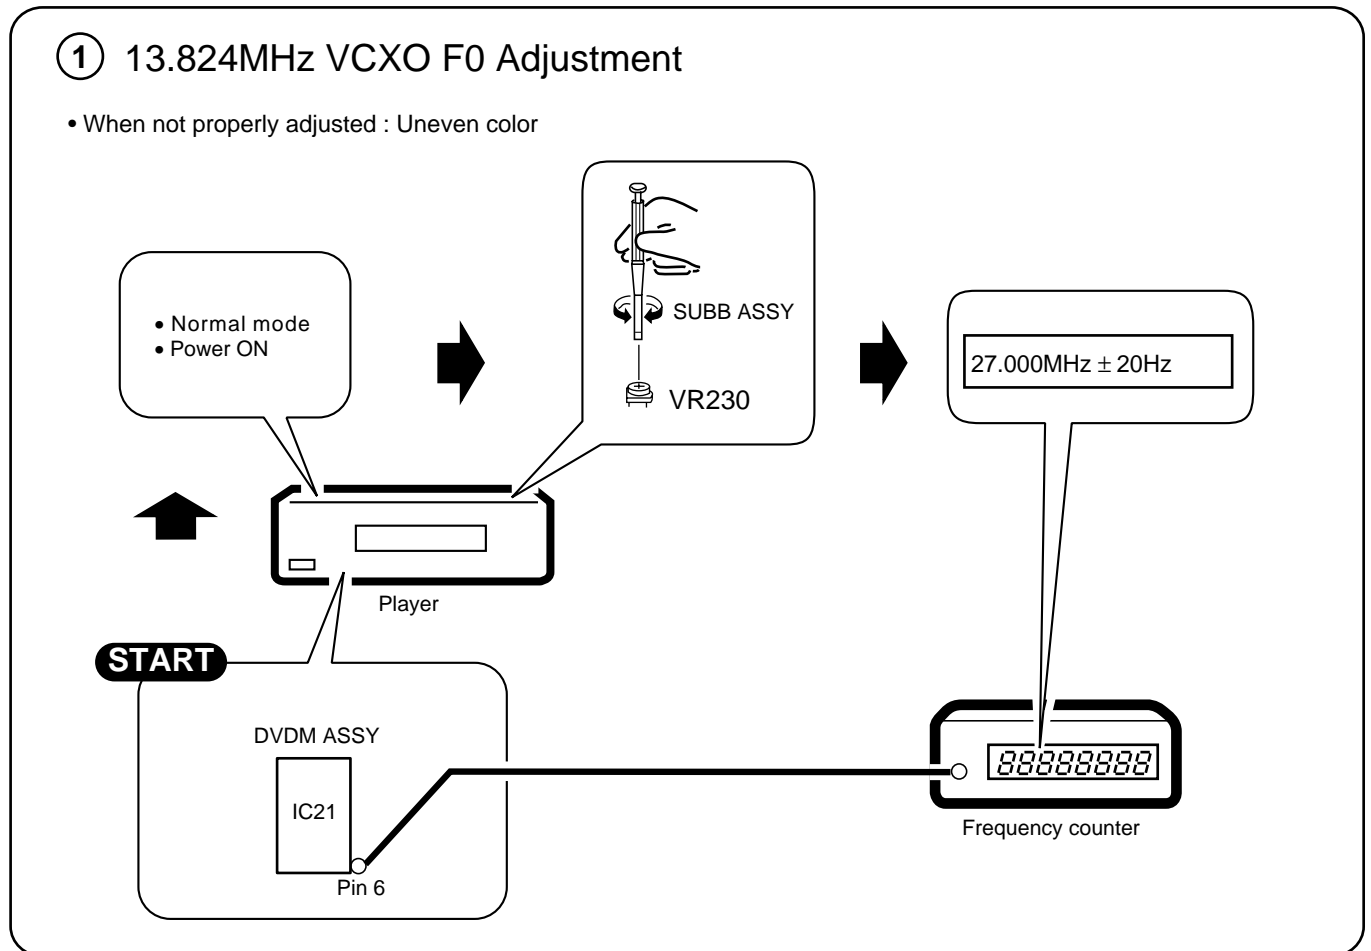 1 13.824MHz VCXO F0 Adjustment
• When not properly adjusted : Uneven color
• Normal mode
• Power ON
SUBB ASSY
VR230
27.000MHz ± 20Hz
Player
START
DVDM ASSY
IC21
Pin 6
88888888
Frequency counter